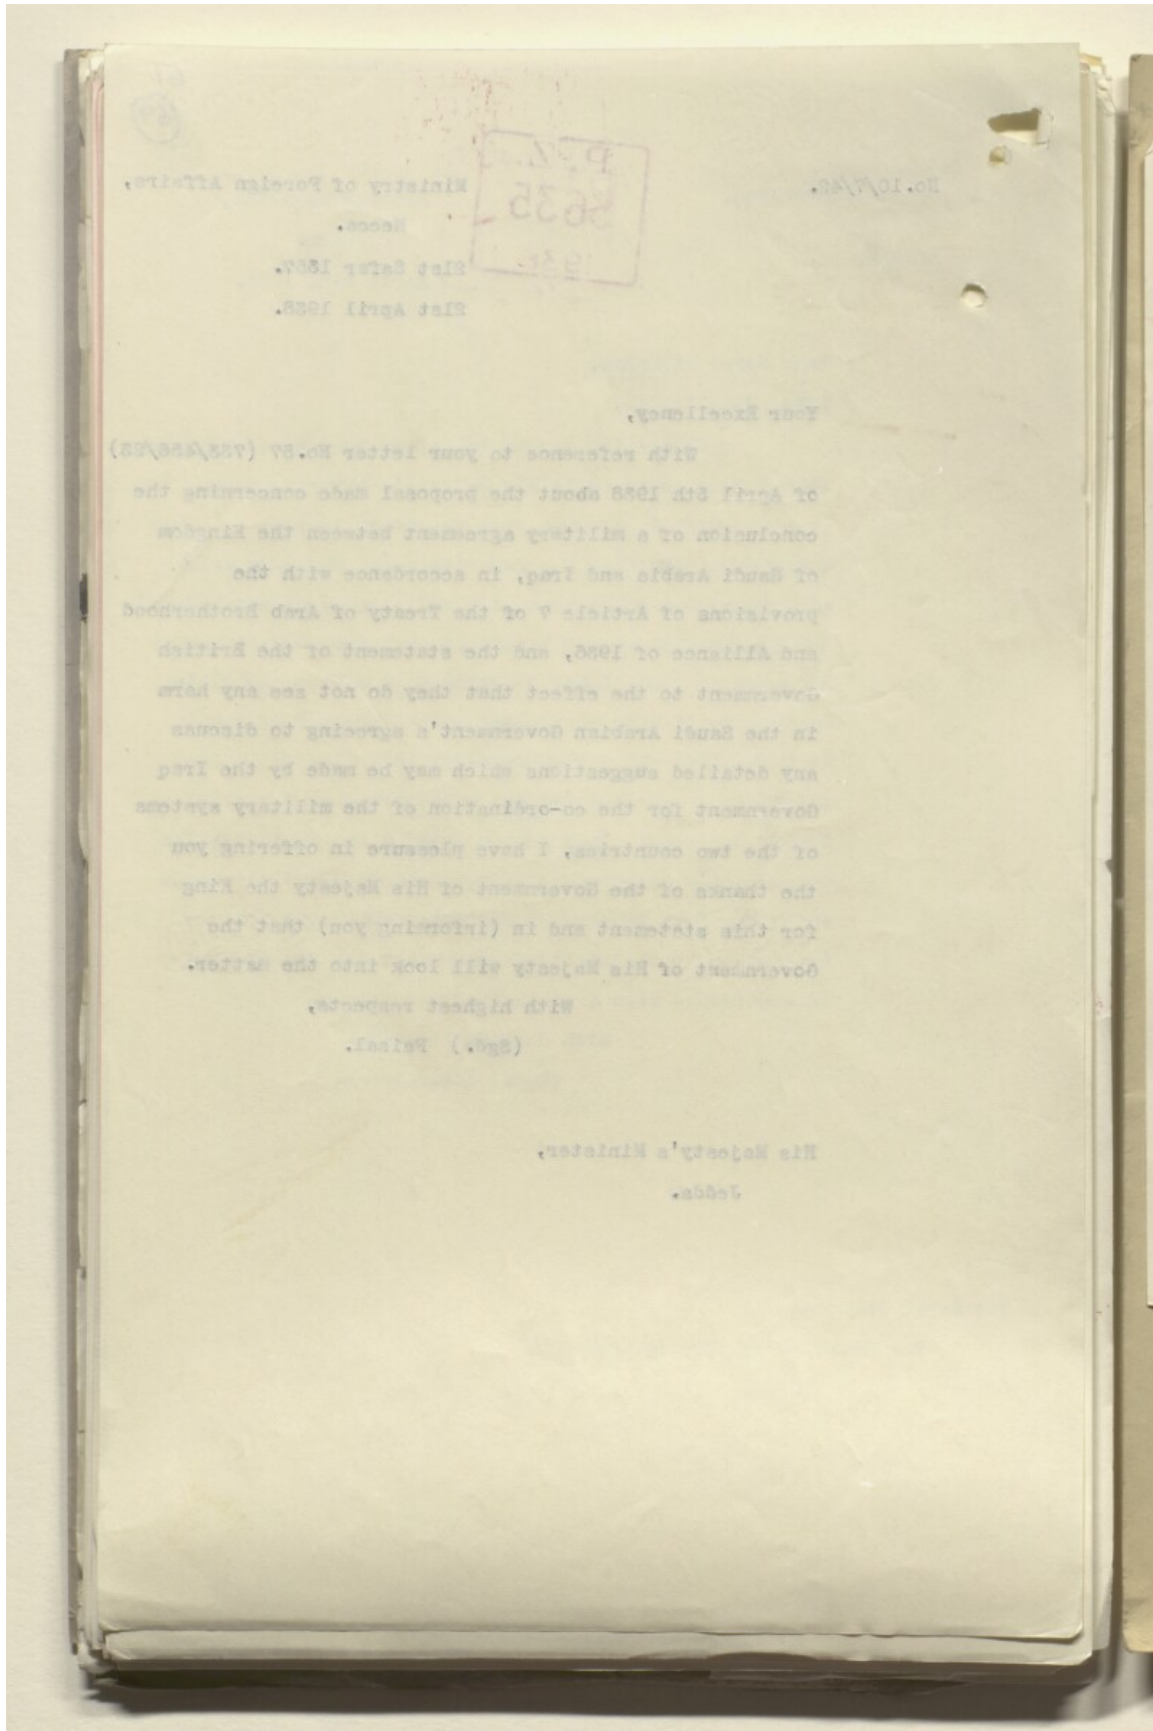 No.10/7/42.
P.Z.
5635
193
Ministry of Foreign Affairs,
Mecca.
21st Safar 1357.
21st April 1938.
Your Excellency,
With reference to your letter No.57 (783/456/23)
of April 5th 1938 about the proposal made concerning the
conclusion of a military agreement between the Kingdom
of Saudi Arabia and Iraq, in accordance with the
provisions of Article 7 of the Treaty of Arab Brotherhood
and Alliance of 1936, and the statement of the British
Government to the effect that they do not see any harm
in the Saudi Arabian Government's agreeing to discuss
any detailed suggestions which may be made by the Iraq
Government for the co-ordination of the military systems
of the two countries, I have pleasure in offering you
the thanks of the Government of His Majesty the King
for this statement and in (informing you) that the
Government of His Majesty will look into the matter.
With highest respects,
(Sgd.) Faisal.
His Majesty's Minister,
Jedda.